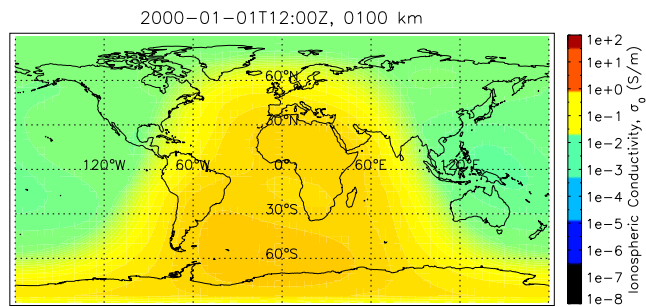 2000-01-01T12:00Z, 0100 km
60°N
30°N
120°W
60°W
0°
60°E
120°E
30°S
60°S
1e+2
1e+1
1e-0
1e-1
1e-2
1e-3
1e-4
1e-5
1e-6
1e-7
1e-8
Ionospheric Conductivity, σ₀ (S/m)